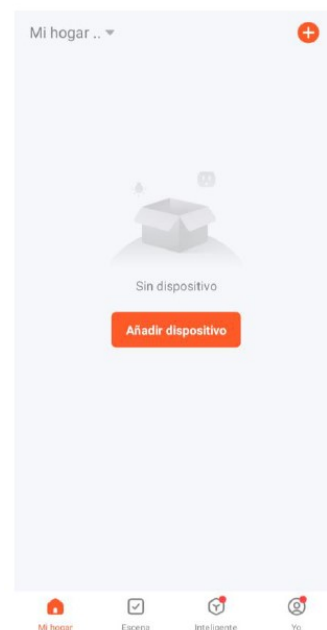 Mi hogar ..
Sin dispositivo
Añadir dispositivo
Mi hogar
Escena
Inteligente
Yo